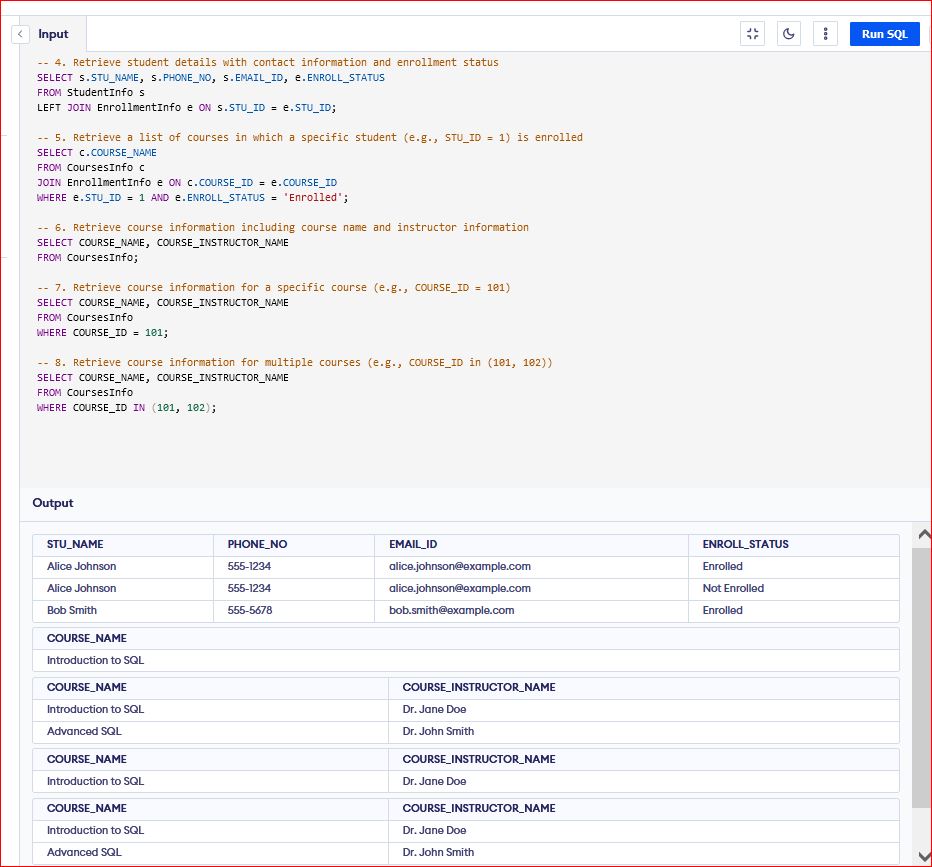 Input
Run SQL
-- 4. Retrieve student details with contact information and enrollment status
SELECT s.STU_NAME, s.PHONE_NO, s.EMAIL_ID, e.ENROLL_STATUS
FROM StudentInfo s
LEFT JOIN EnrollmentInfo e ON s.STU_ID = e.STU_ID;
-- 5. Retrieve a list of courses in which a specific student (e.g., STU_ID = 1) is enrolled
SELECT c.COURSE_NAME
FROM CoursesInfo c
JOIN EnrollmentInfo e ON c.COURSE_ID = e.COURSE_ID
WHERE e.STU_ID = 1 AND e.ENROLL_STATUS = 'Enrolled';
-- 6. Retrieve course information including course name and instructor information
SELECT COURSE_NAME, COURSE_INSTRUCTOR_NAME
FROM CoursesInfo;
-- 7. Retrieve course information for a specific course (e.g., COURSE_ID = 101)
SELECT COURSE_NAME, COURSE_INSTRUCTOR_NAME
FROM CoursesInfo
WHERE COURSE_ID = 101;
-- 8. Retrieve course information for multiple courses (e.g., COURSE_ID in (101, 102))
SELECT COURSE_NAME, COURSE_INSTRUCTOR_NAME
FROM CoursesInfo
WHERE COURSE_ID IN (101, 102);
Output
STU_NAME PHONE_NO EMAIL_ID ENROLL_STATUS
Alice Johnson 555-1234 alice.johnson@example.com Enrolled
Alice Johnson 555-1234 alice.johnson@example.com Not Enrolled
Bob Smith 555-5678 bob.smith@example.com Enrolled
COURSE_NAME
Introduction to SQL
COURSE_NAME COURSE_INSTRUCTOR_NAME
Introduction to SQL Dr. Jane Doe
Advanced SQL Dr. John Smith
COURSE_NAME COURSE_INSTRUCTOR_NAME
Introduction to SQL Dr. Jane Doe
COURSE_NAME COURSE_INSTRUCTOR_NAME
Introduction to SQL Dr. Jane Doe
Advanced SQL Dr. John Smith